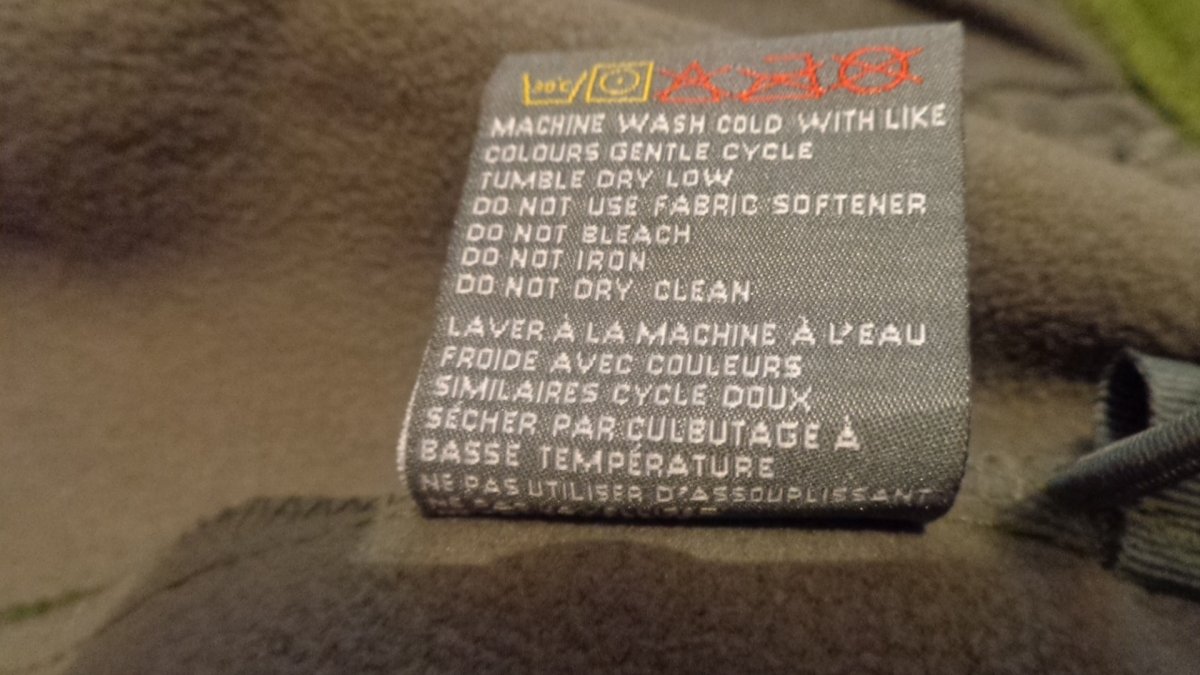 30°C
MACHINE WASH COLD WITH LIKE
COLOURS GENTLE CYCLE
TUMBLE DRY LOW
DO NOT USE FABRIC SOFTENER
DO NOT BLEACH
DO NOT IRON
DO NOT DRY CLEAN
LAVER À LA MACHINE À L'EAU
FROIDE AVEC COULEURS
SIMILAIRES CYCLE DOUX
SÉCHER PAR CULBUTAGE À
BASSE TEMPÉRATURE
NE PAS UTILISER D'ASSOUPLISSANT